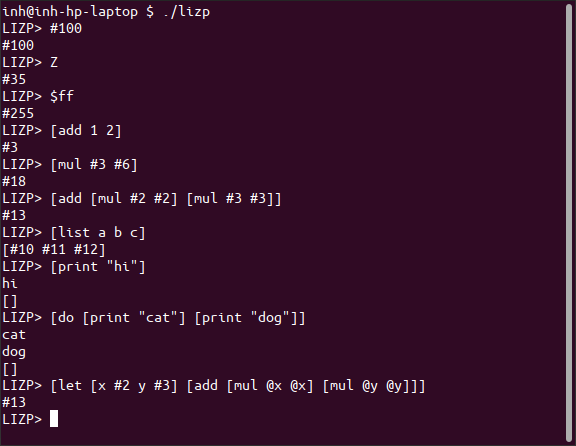 inh@inh-hp-laptop $ ./lizp
LIZP> #100
#100
LIZP> Z
#35
LIZP> $ff
#255
LIZP> [add 1 2]
#3
LIZP> [mul #3 #6]
#18
LIZP> [add [mul #2 #2] [mul #3 #3]]
#13
LIZP> [list a b c]
[#10 #11 #12]
LIZP> [print "hi"]
hi
[]
LIZP> [do [print "cat"] [print "dog"]]
cat
dog
[]
LIZP> [let [x #2 y #3] [add [mul @x @x] [mul @y @y]]]
#13
LIZP>